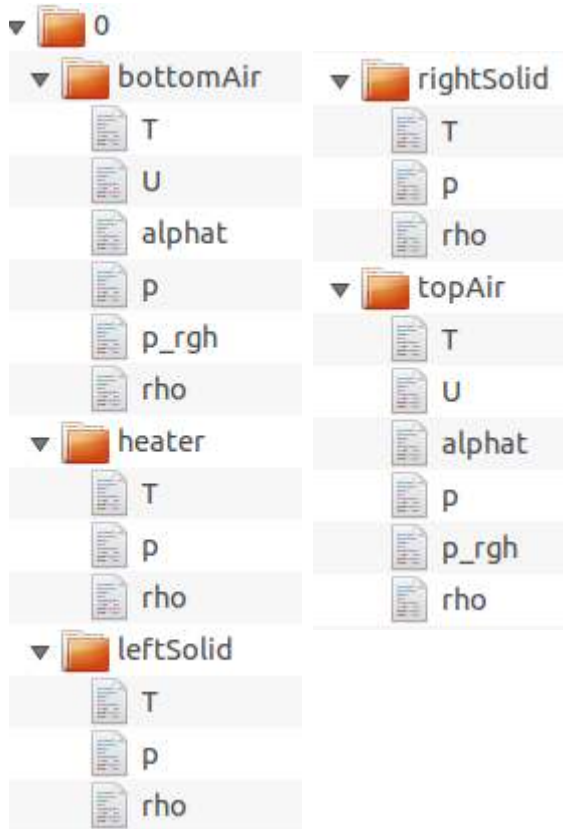 0
bottomAir
T
U
alphat
p
p_rgh
rho
heater
T
p
rho
leftSolid
T
p
rho
rightSolid
T
p
rho
topAir
T
U
alphat
p
p_rgh
rho